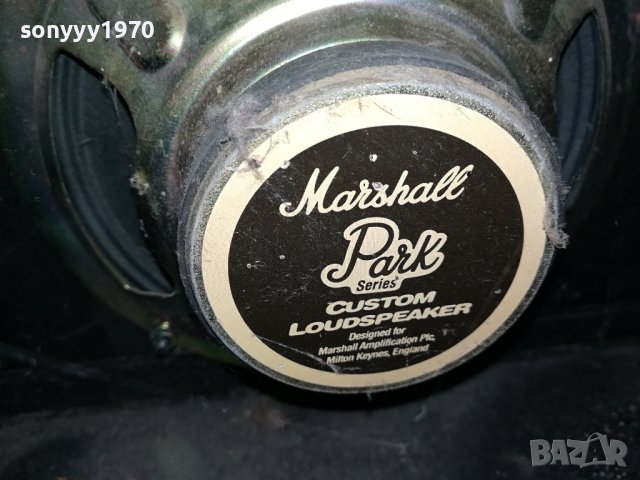 sonyyy1970
Marshall
Park
Series
CUSTOM
LOUDSPEAKER
Designed for
Marshall Amplification Plc,
Milton Keynes, England
BAZAR